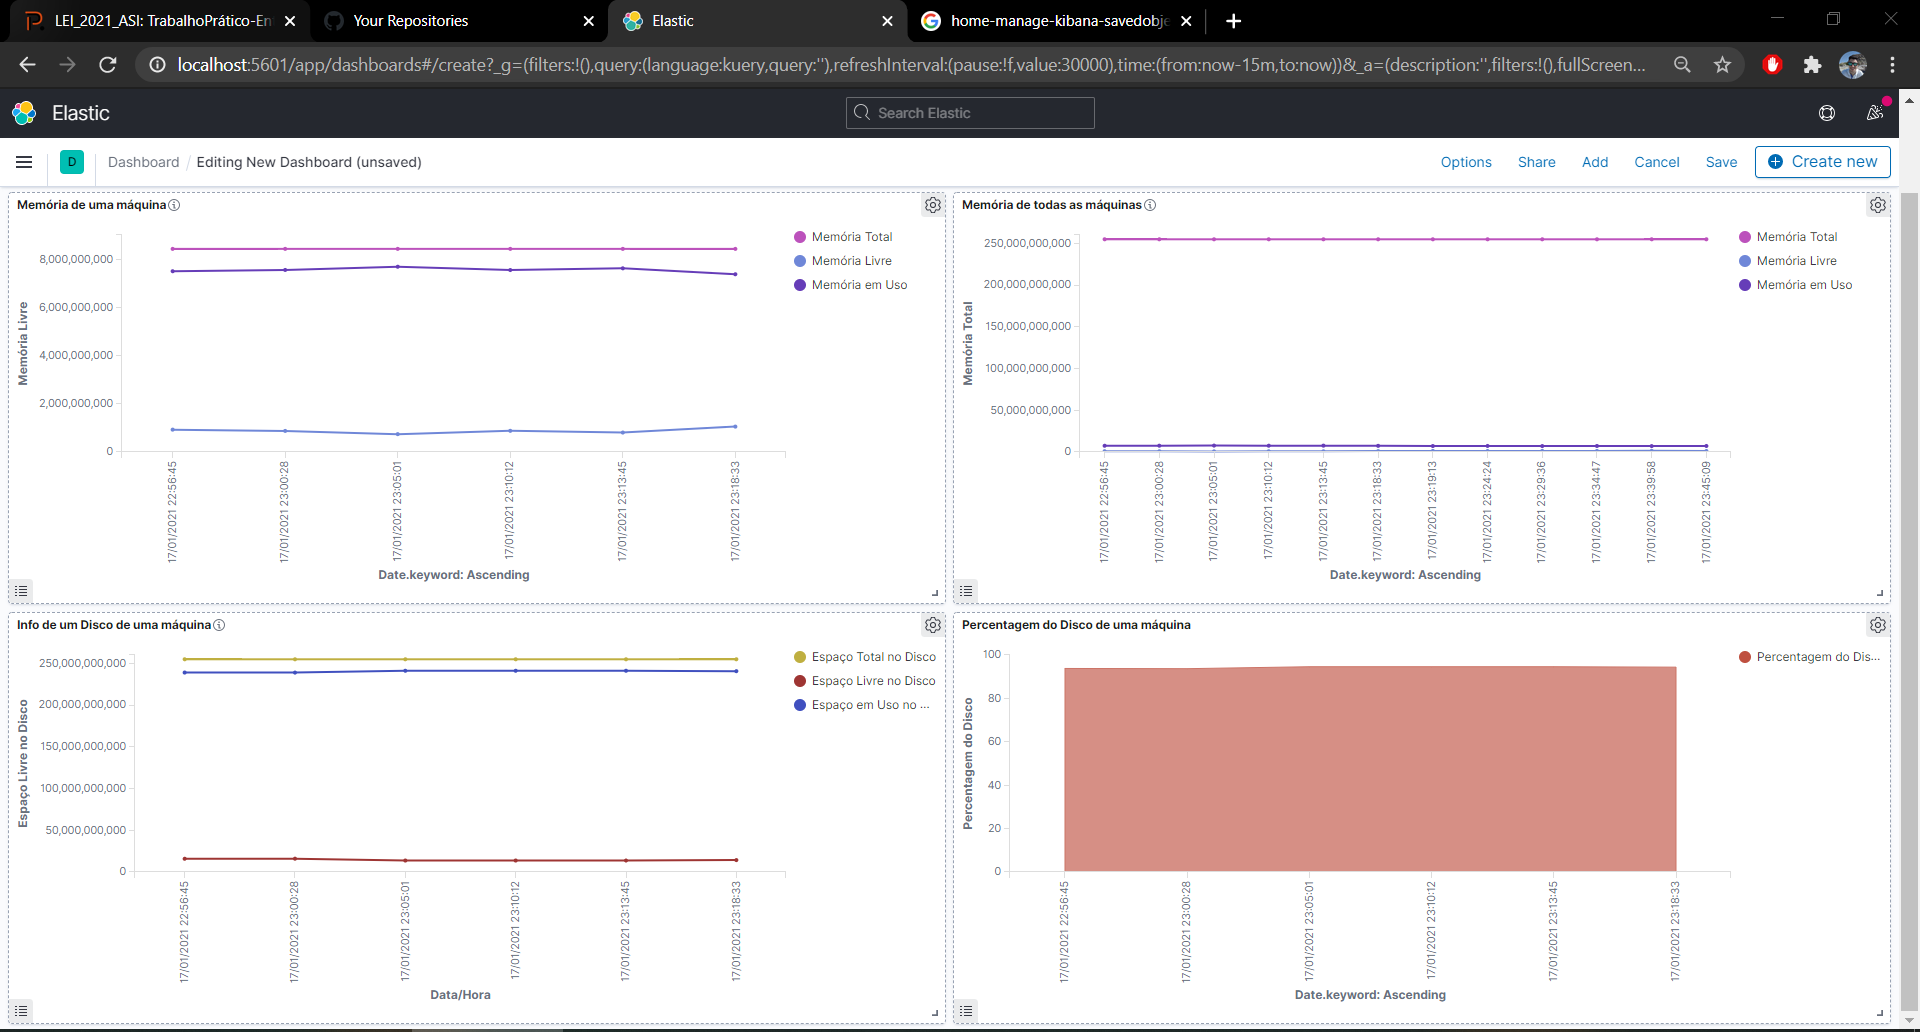 LEI_2021_ASI: TrabalhoPrático-En
Your Repositories
Elastic
home-manage-kibana-savedobje
localhost:5601/app/dashboards#/create?_g=(filters:!(),query:(language:kuery,query:''),refreshInterval:(pause:!f,value:30000),time:(from:now-15m,to:now))&_a=(description:'',filters:!(),fullScreen...
Elastic
Search Elastic
D
Dashboard / Editing New Dashboard (unsaved)
Options
Share
Add
Cancel
Save
Create new
Memória de uma máquina
Memória Livre
8,000,000,000
6,000,000,000
4,000,000,000
2,000,000,000
0
17/01/2021 22:56:45
17/01/2021 23:00:28
17/01/2021 23:05:01
17/01/2021 23:10:12
17/01/2021 23:13:45
17/01/2021 23:18:33
Date.keyword: Ascending
Memória Total
Memória Livre
Memória em Uso
Memória de todas as máquinas
Memória Total
250,000,000,000
200,000,000,000
150,000,000,000
100,000,000,000
50,000,000,000
0
17/01/2021 22:56:45
17/01/2021 23:00:28
17/01/2021 23:05:01
17/01/2021 23:10:12
17/01/2021 23:13:45
17/01/2021 23:18:33
17/01/2021 23:19:13
17/01/2021 23:24:24
17/01/2021 23:29:36
17/01/2021 23:34:47
17/01/2021 23:39:58
17/01/2021 23:45:09
Date.keyword: Ascending
Memória Total
Memória Livre
Memória em Uso
Info de um Disco de uma máquina
Espaço Livre no Disco
250,000,000,000
200,000,000,000
150,000,000,000
100,000,000,000
50,000,000,000
0
17/01/2021 22:56:45
17/01/2021 23:00:28
17/01/2021 23:05:01
17/01/2021 23:10:12
17/01/2021 23:13:45
17/01/2021 23:18:33
Data/Hora
Espaço Total no Disco
Espaço Livre no Disco
Espaço em Uso no ...
Percentagem do Disco de uma máquina
Percentagem do Disco
100
80
60
40
20
0
17/01/2021 22:56:45
17/01/2021 23:00:28
17/01/2021 23:05:01
17/01/2021 23:10:12
17/01/2021 23:13:45
17/01/2021 23:18:33
Date.keyword: Ascending
Percentagem do Dis...